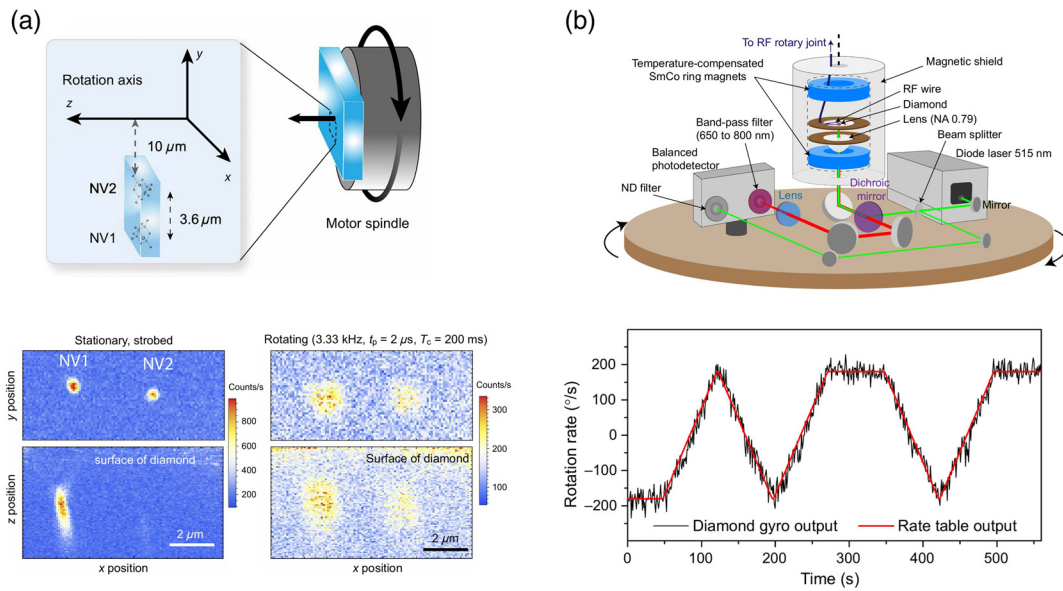 (a)
Rotation axis
y
z
x
10 μm
NV2
NV1
3.6 μm
Motor spindle
Stationary, strobed
NV1
NV2
y position
Counts/s
800
600
400
200
surface of diamond
z position
2 μm
x position
Rotating (3.33 kHz, tp = 2 μs, Tc = 200 ms)
Counts/s
300
200
100
Surface of diamond
2 μm
x position
(b)
To RF rotary joint
Temperature-compensated
SmCo ring magnets
Magnetic shield
RF wire
Diamond
Lens (NA 0.79)
Band-pass filter
(650 to 800 nm)
Beam splitter
Diode laser 515 nm
Balanced
photodetector
ND filter
Lens
Dichroic
mirror
Mirror
Rotation rate (°/s)
200
100
0
–100
–200
Diamond gyro output
Rate table output
0
100
200
300
400
500
Time (s)